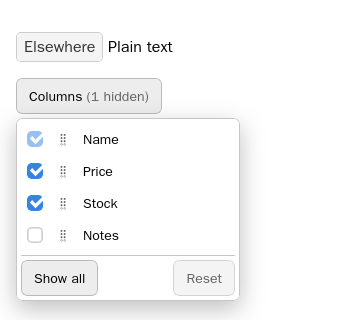 Elsewhere Plain text
Columns (1 hidden)
Name
Price
Stock
Notes
Show all Reset